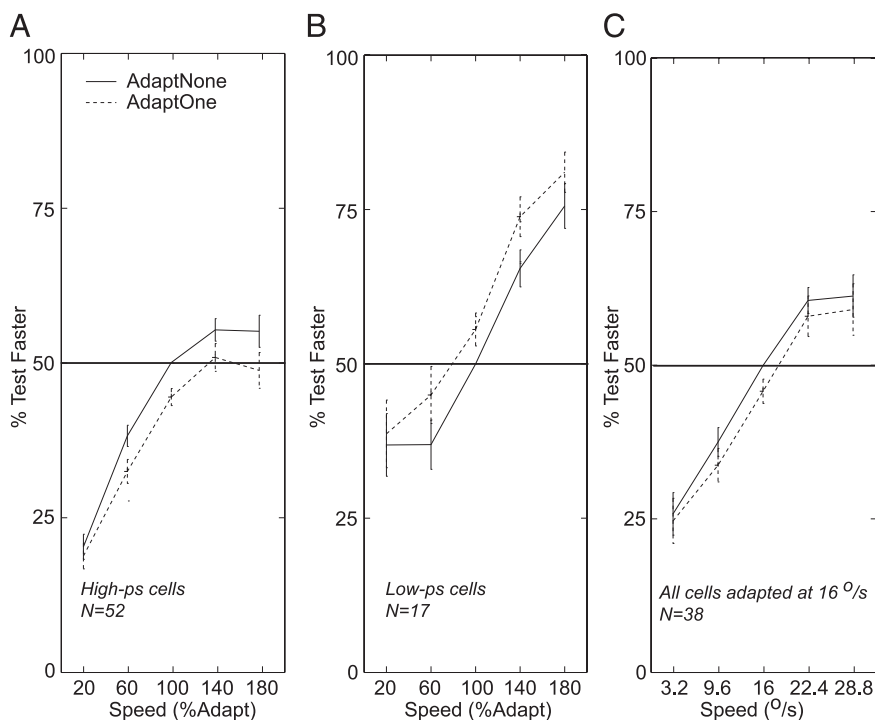 A
100
AdaptNone
AdaptOne
75
50
25
0
% Test Faster
High-ps cells
N=52
20 60 100 140 180
Speed (%Adapt)
B
100
75
50
25
0
% Test Faster
Low-ps cells
N=17
20 60 100 140 180
Speed (%Adapt)
C
100
75
50
25
0
% Test Faster
All cells adapted at 16 º/s
N=38
3.2 9.6 16 22.4 28.8
Speed (º/s)